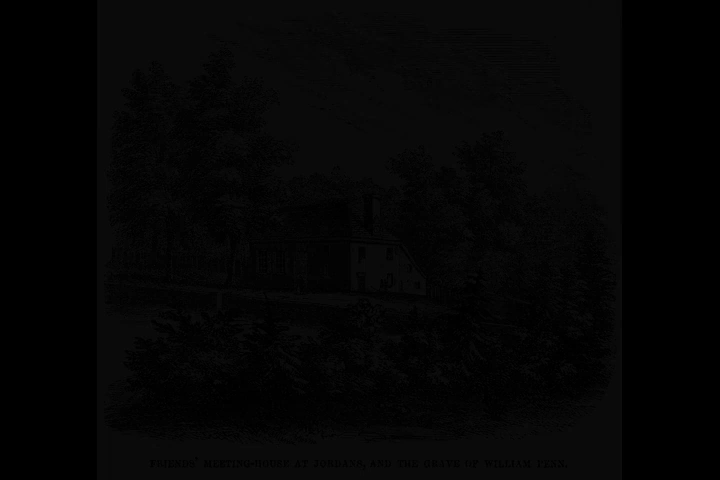 FRIENDS' MEETING-HOUSE AT JORDANS, AND THE GRAVE OF WILLIAM PENN.